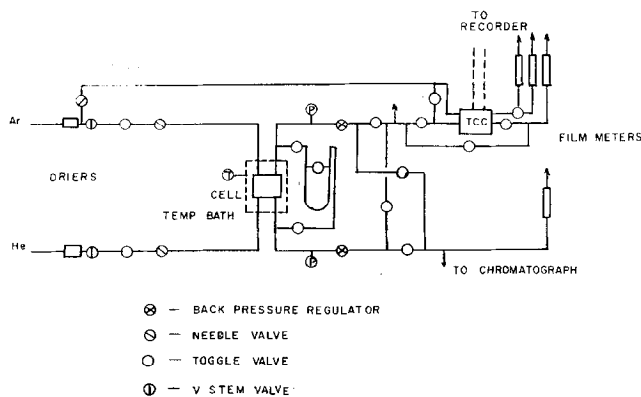 TO
RECORDER
Ar
TCC
P
FILM METERS
DRIERS
T
CELL
TEMP BATH
He
P
TO CHROMATOGRAPH
— BACK PRESSURE REGULATOR
— NEEDLE VALVE
— TOGGLE VALVE
— V STEM VALVE